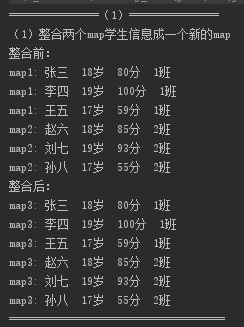 ══════════(1)══════════
(1)整合两个map学生信息成一个新的map
整合前:
map1: 张三  18岁  80分  1班
map1: 李四  19岁  100分  1班
map1: 王五  17岁  59分  1班
map2: 赵六  18岁  85分  2班
map2: 刘七  19岁  93分  2班
map2: 孙八  17岁  55分  2班
整合后:
map3: 张三  18岁  80分  1班
map3: 李四  19岁  100分  1班
map3: 王五  17岁  59分  1班
map3: 赵六  18岁  85分  2班
map3: 刘七  19岁  93分  2班
map3: 孙八  17岁  55分  2班
═══════════════════════